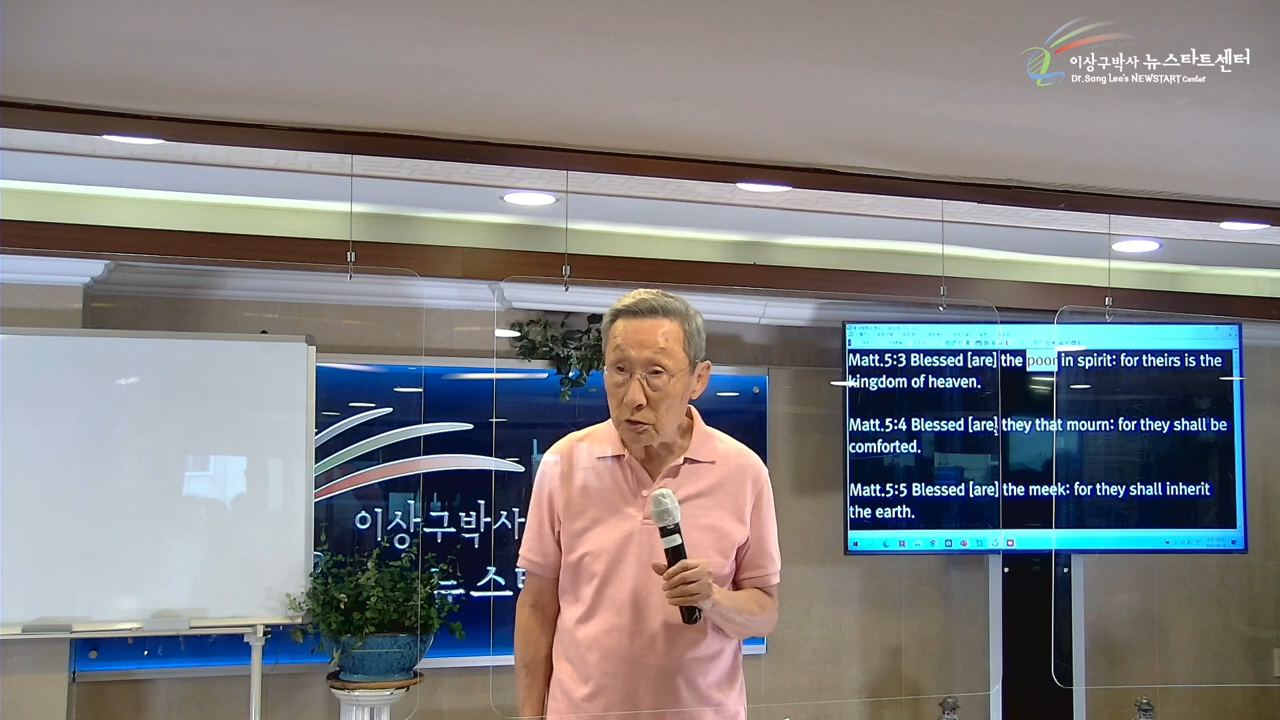 이상구박사 뉴스타트센터
Dr. Sang Lee's NEWSTART Center
Matt.5:3 Blessed [are] the poor in spirit: for theirs is the
kingdom of heaven.
Matt.5:4 Blessed [are] they that mourn: for they shall be
comforted.
Matt.5:5 Blessed [are] the meek: for they shall inherit
the earth.
이상구박사
뉴스타